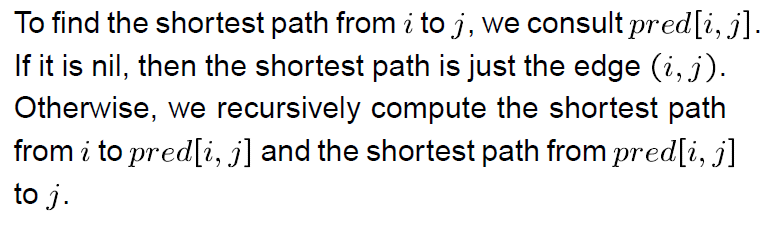 To find the shortest path from i to j, we consult pred[i, j].
If it is nil, then the shortest path is just the edge (i, j).
Otherwise, we recursively compute the shortest path
from i to pred[i, j] and the shortest path from pred[i, j]
to j.